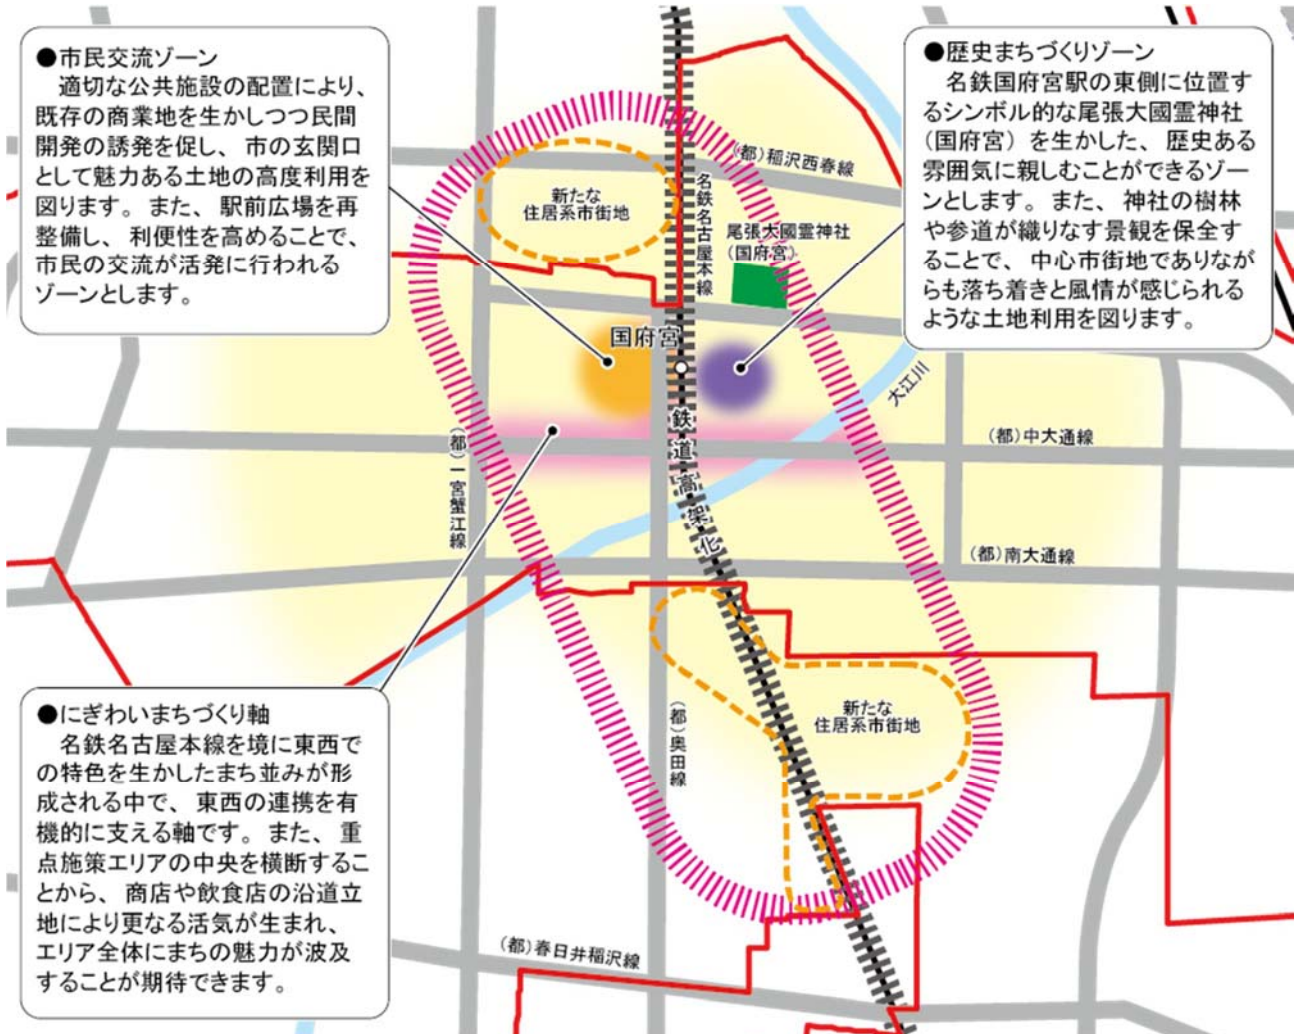 ●市民交流ゾーン
適切な公共施設の配置により、
既存の商業地を生かしつつ民間
開発の誘発を促し、市の玄関口
として魅力ある土地の高度利用を
図ります。また、駅前広場を再
整備し、利便性を高めることで、
市民の交流が活発に行われる
ゾーンとします。
●歴史まちづくりゾーン
名鉄国府宮駅の東側に位置す
るシンボル的な尾張大國霊神社
（国府宮）を生かした、歴史ある
雰囲気に親しむことができるゾー
ンとします。また、神社の樹林
や参道が織りなす景観を保全す
ることで、中心市街地でありなが
らも落ち着きと風情が感じられる
ような土地利用を図ります。
(都)稲沢西春線
新たな
住居系市街地
名鉄名古屋本線
尾張大國霊神社
(国府宮)
国府宮
大江川
鉄道高架化
(都)中大通線
(都)一宮蟹江線
(都)南大通線
新たな
住居系市街地
(都)奥田線
●にぎわいまちづくり軸
名鉄名古屋本線を境に東西で
の特色を生かしたまち並みが形
成される中で、東西の連携を有
機的に支える軸です。また、重
点施策エリアの中央を横断するこ
とから、商店や飲食店の沿道立
地により更なる活気が生まれ、
エリア全体にまちの魅力が波及
することが期待できます。
(都)春日井稲沢線